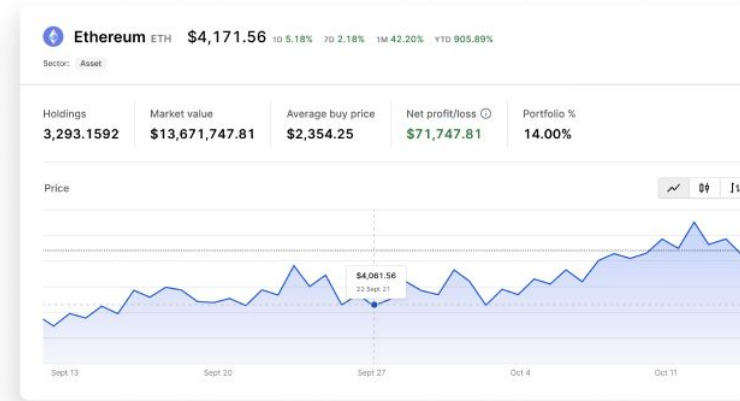 Ethereum ETH $4,171.56 1D 5.18% 7D 2.18% 1M 42.20% YTD 905.89%
Sector: Asset
Holdings Market value Average buy price Net profit/loss Portfolio %
3,293.1592 $13,671,747.81 $2,354.25 $71,747.81 14.00%
Price
$4,061.56
22 Sept 21
Sept 13 Sept 20 Sept 27 Oct 4 Oct 11